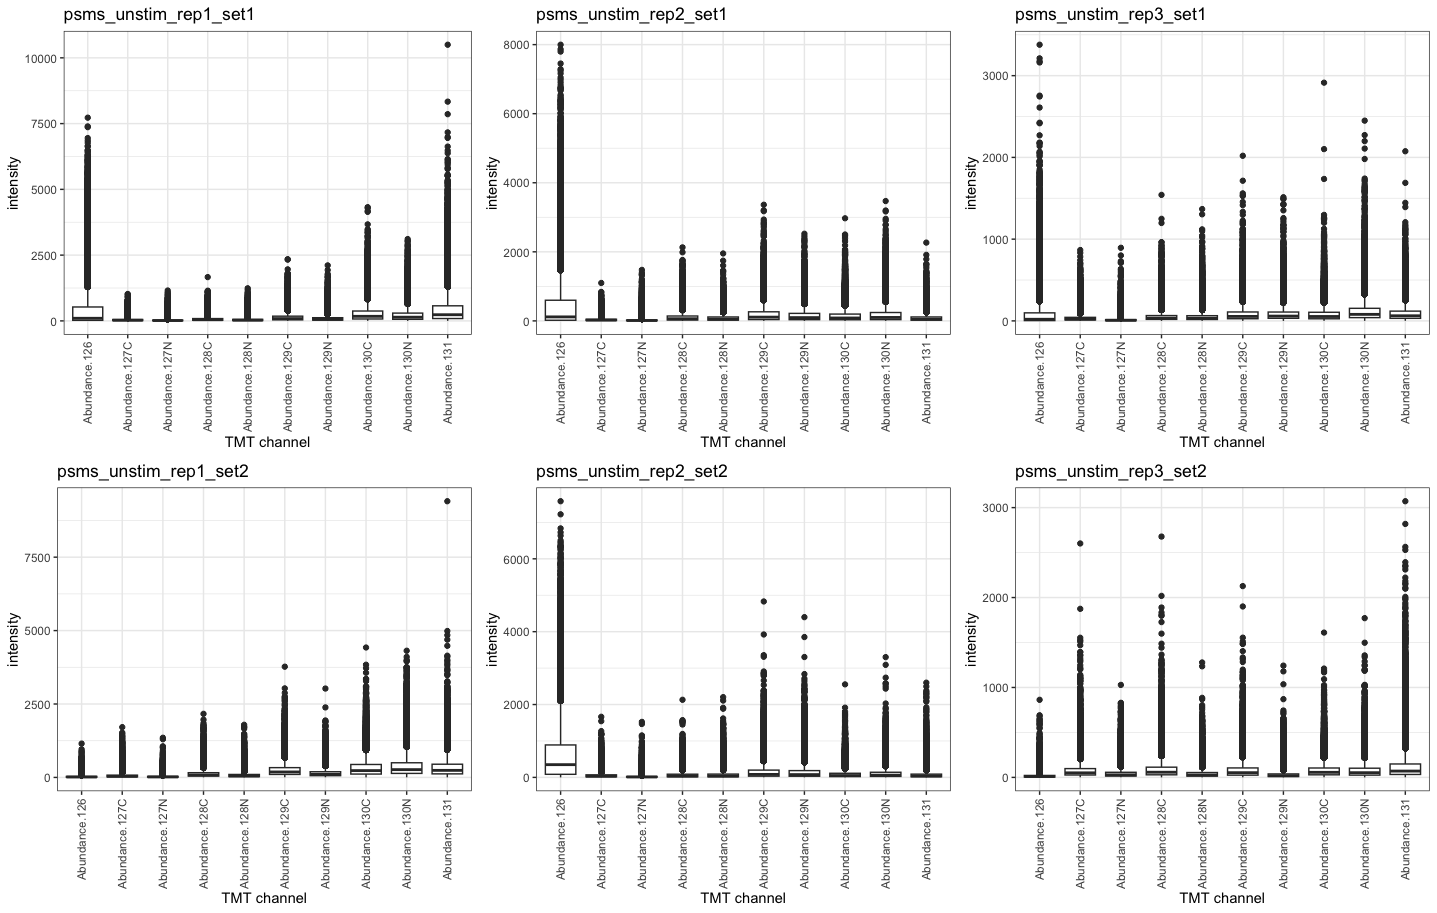 psms_unstim_rep1_set1
intensity
10000
7500
5000
2500
0
Abundance.126
Abundance.127C
Abundance.127N
Abundance.128C
Abundance.128N
Abundance.129C
Abundance.129N
Abundance.130C
Abundance.130N
Abundance.131
TMT channel
psms_unstim_rep2_set1
intensity
8000
6000
4000
2000
0
Abundance.126
Abundance.127C
Abundance.127N
Abundance.128C
Abundance.128N
Abundance.129C
Abundance.129N
Abundance.130C
Abundance.130N
Abundance.131
TMT channel
psms_unstim_rep3_set1
intensity
3000
2000
1000
0
Abundance.126
Abundance.127C
Abundance.127N
Abundance.128C
Abundance.128N
Abundance.129C
Abundance.129N
Abundance.130C
Abundance.130N
Abundance.131
TMT channel
psms_unstim_rep1_set2
intensity
7500
5000
2500
0
Abundance.126
Abundance.127C
Abundance.127N
Abundance.128C
Abundance.128N
Abundance.129C
Abundance.129N
Abundance.130C
Abundance.130N
Abundance.131
TMT channel
psms_unstim_rep2_set2
intensity
6000
4000
2000
0
Abundance.126
Abundance.127C
Abundance.127N
Abundance.128C
Abundance.128N
Abundance.129C
Abundance.129N
Abundance.130C
Abundance.130N
Abundance.131
TMT channel
psms_unstim_rep3_set2
intensity
3000
2000
1000
0
Abundance.126
Abundance.127C
Abundance.127N
Abundance.128C
Abundance.128N
Abundance.129C
Abundance.129N
Abundance.130C
Abundance.130N
Abundance.131
TMT channel